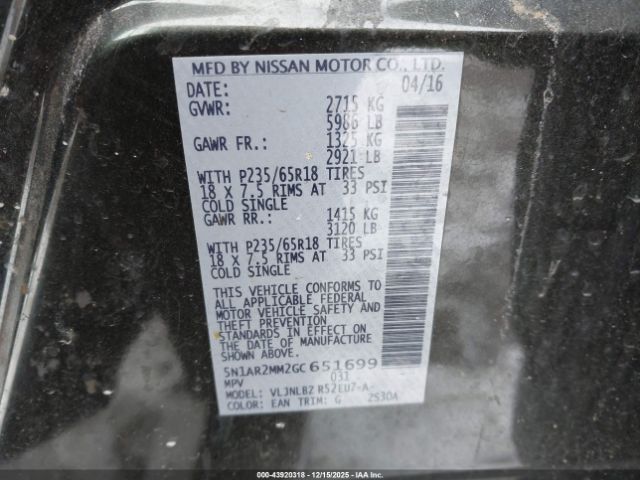 MFD BY NISSAN MOTOR CO., LTD.
DATE: 04/16
GVWR: 2715 KG
5986 LB
GAWR FR.: 1325 KG
2921 LB
WITH P235/65R18 TIRES
18 X 7.5 RIMS AT 33 PSI
COLD SINGLE
GAWR RR.: 1415 KG
3120 LB
WITH P235/65R18 TIRES
18 X 7.5 RIMS AT 33 PSI
COLD SINGLE
THIS VEHICLE CONFORMS TO
ALL APPLICABLE FEDERAL
MOTOR VEHICLE SAFETY AND
THEFT PREVENTION
STANDARDS IN EFFECT ON
THE DATE OF MANUFACTURE
SHOWN ABOVE.
5N1AR2MM2GC651699
MPV 031
MODEL: VLJNLBZ R52EU7-A-
COLOR: EAN TRIM: G 2S30A
000-43920318 - 12/15/2025 - IAAI.COM